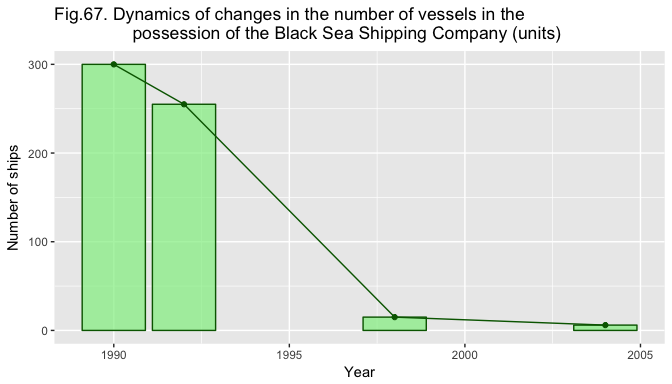 Fig.67. Dynamics of changes in the number of vessels in the
possession of the Black Sea Shipping Company (units)
300
200
100
0
Number of ships
1990 1995 2000 2005
Year